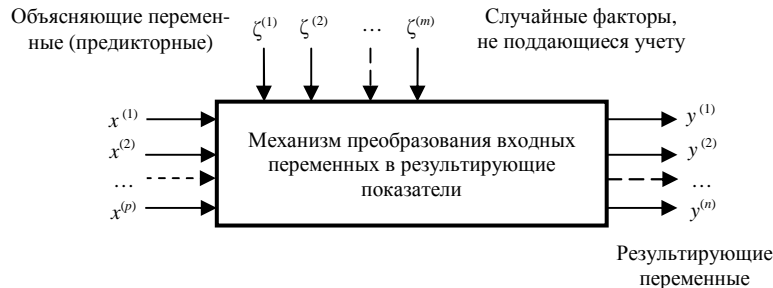 Объясняющие перемен-
ные (предикторные)
ζ(1) ζ(2) … ζ(m)
Случайные факторы,
не поддающиеся учету
x(1)
x(2)
…
x(p)
Механизм преобразования входных
переменных в результирующие
показатели
y(1)
y(2)
…
y(n)
Результирующие
переменные